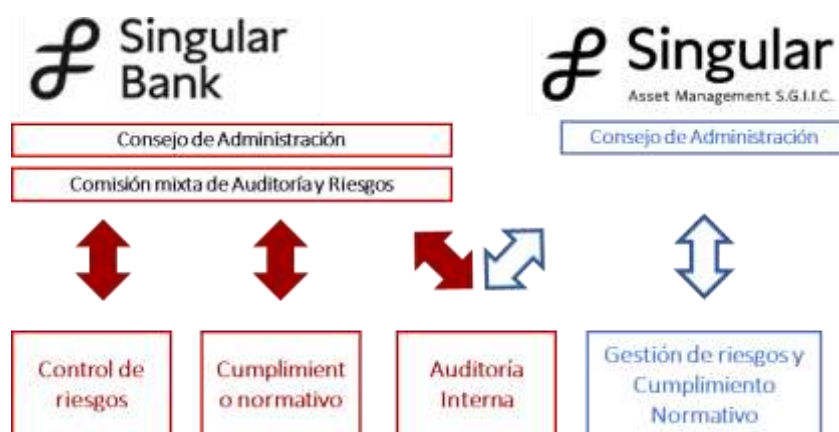 Singular
Bank
Singular
Asset Management S.G.I.I.C.
Consejo de Administración
Consejo de Administración
Comisión mixta de Auditoría y Riesgos
Control de
riesgos
Cumplimient
o normativo
Auditoría
Interna
Gestión de riesgos y
Cumplimiento
Normativo